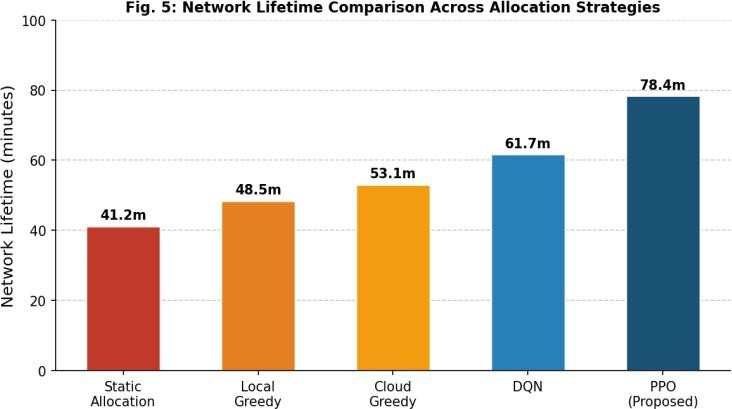 Fig. 5: Network Lifetime Comparison Across Allocation Strategies
Network Lifetime (minutes)
100
80
60
40
20
0
41.2m
48.5m
53.1m
61.7m
78.4m
Static
Allocation
Local
Greedy
Cloud
Greedy
DQN
PPO
(Proposed)